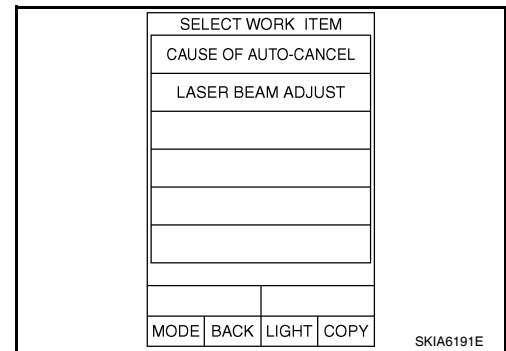 SELECT WORK ITEM
CAUSE OF AUTO-CANCEL
LASER BEAM ADJUST
MODE BACK LIGHT COPY
SKIA6191E